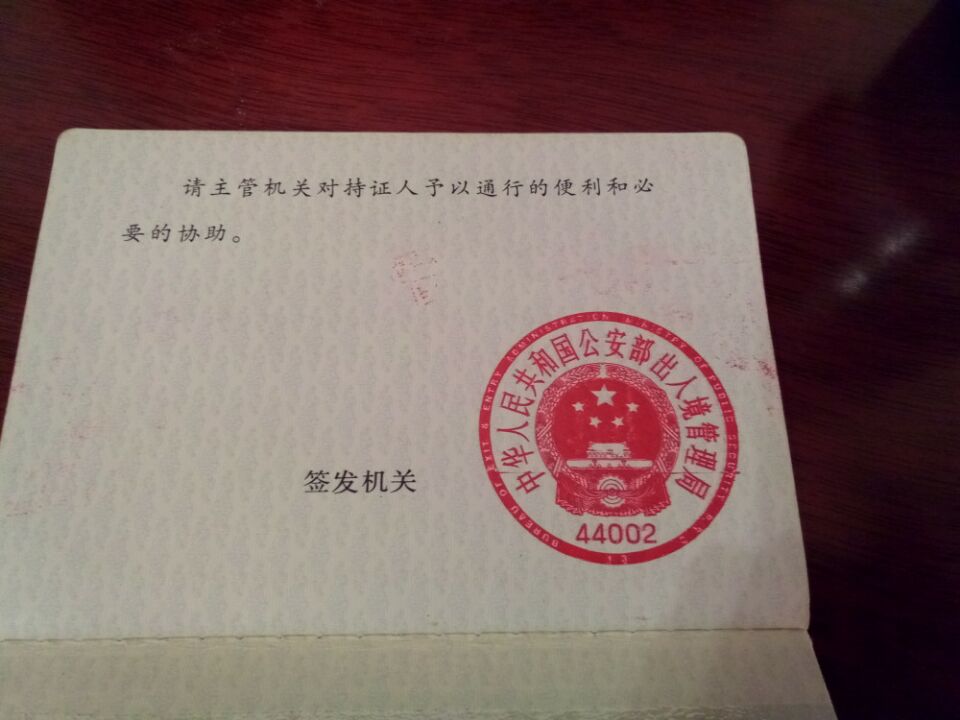 请主管机关对持证人予以通行的便利和必
要的协助。
签发机关
中华人民共和国公安部出入境管理局
BUREAU OF EXIT & ENTRY ADMINISTRATION MINISTRY OF PUBLIC SECURITY
44002
13